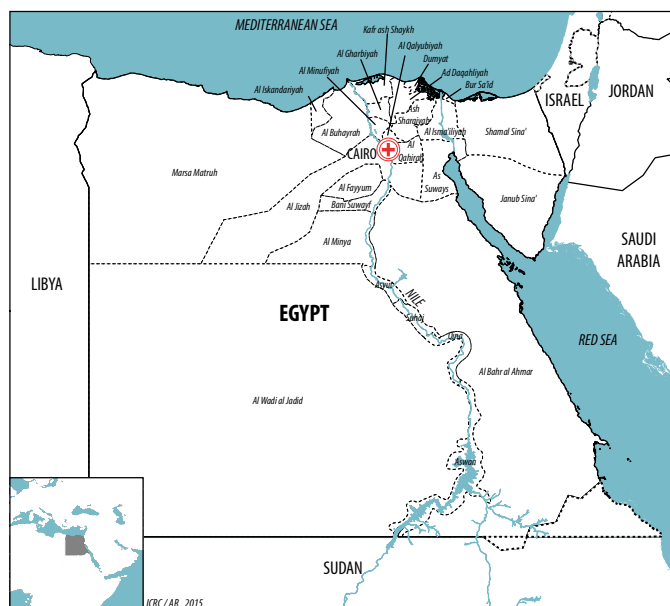 MEDITERRANEAN SEA
Kafr ash Shaykh
Al Qalyubiyah
Al Gharbiyah
Dumyat
Al Minufiyah
Ad Daqahliyah
Al Iskandariyah
Bur Sa'id
ISRAEL
JORDAN
Ash
Sharqiyah
Al Buhayrah
Al Isma'iliyah
Shamal Sina'
CAIRO
Al
Qahirah
Marsa Matruh
As
Suways
Al Fayyum
Janub Sina'
Al Jizah
Bani Suwayf
Al Minya
SAUDI
ARABIA
LIBYA
Asyut
NILE
EGYPT
Suhaj
Qina
RED SEA
Al Bahr al Ahmar
Al Wadi al Jadid
Aswan
SUDAN
ICRC / AR_2015